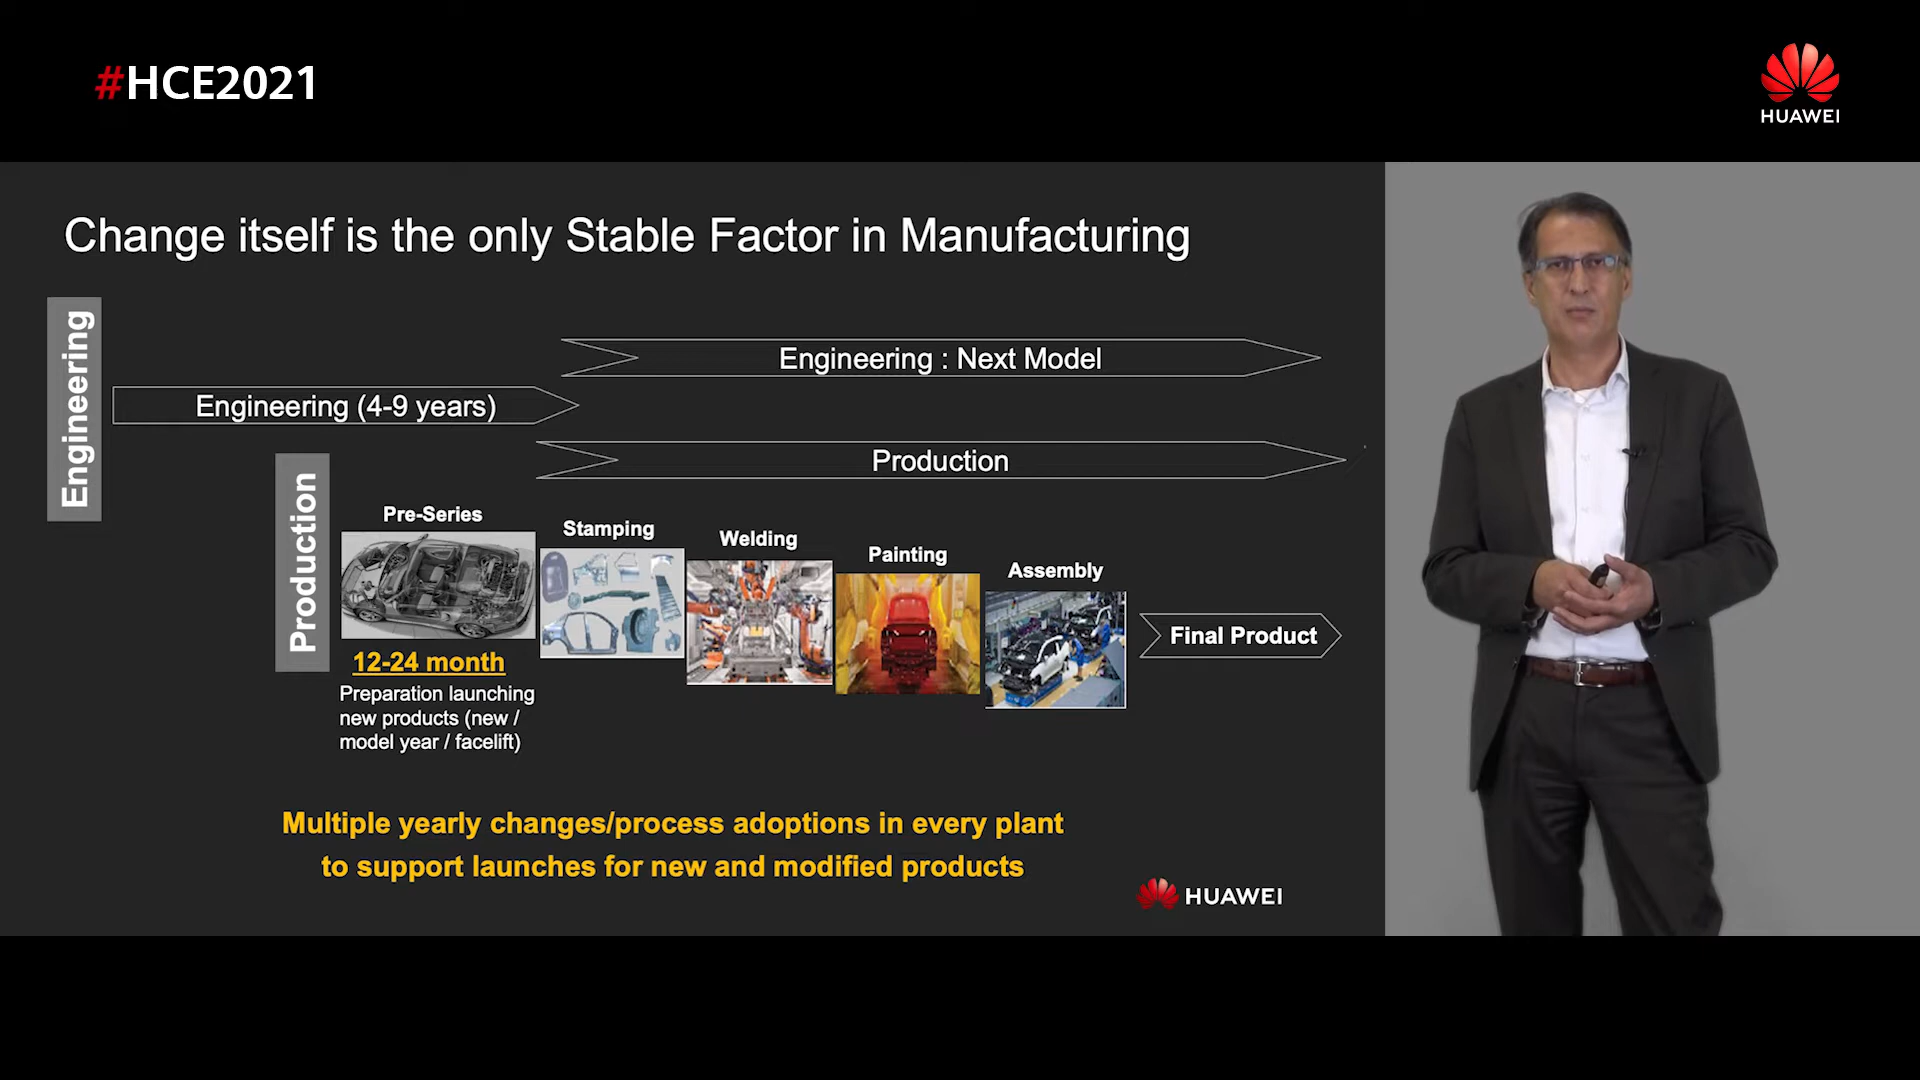 #HCE2021
HUAWEI
Change itself is the only Stable Factor in Manufacturing
Engineering
Engineering : Next Model
Engineering (4-9 years)
Production
Production
Pre-Series
Stamping
Welding
Painting
Assembly
Final Product
12-24 month
Preparation launching
new products (new /
model year / facelift)
Multiple yearly changes/process adoptions in every plant
to support launches for new and modified products
HUAWEI